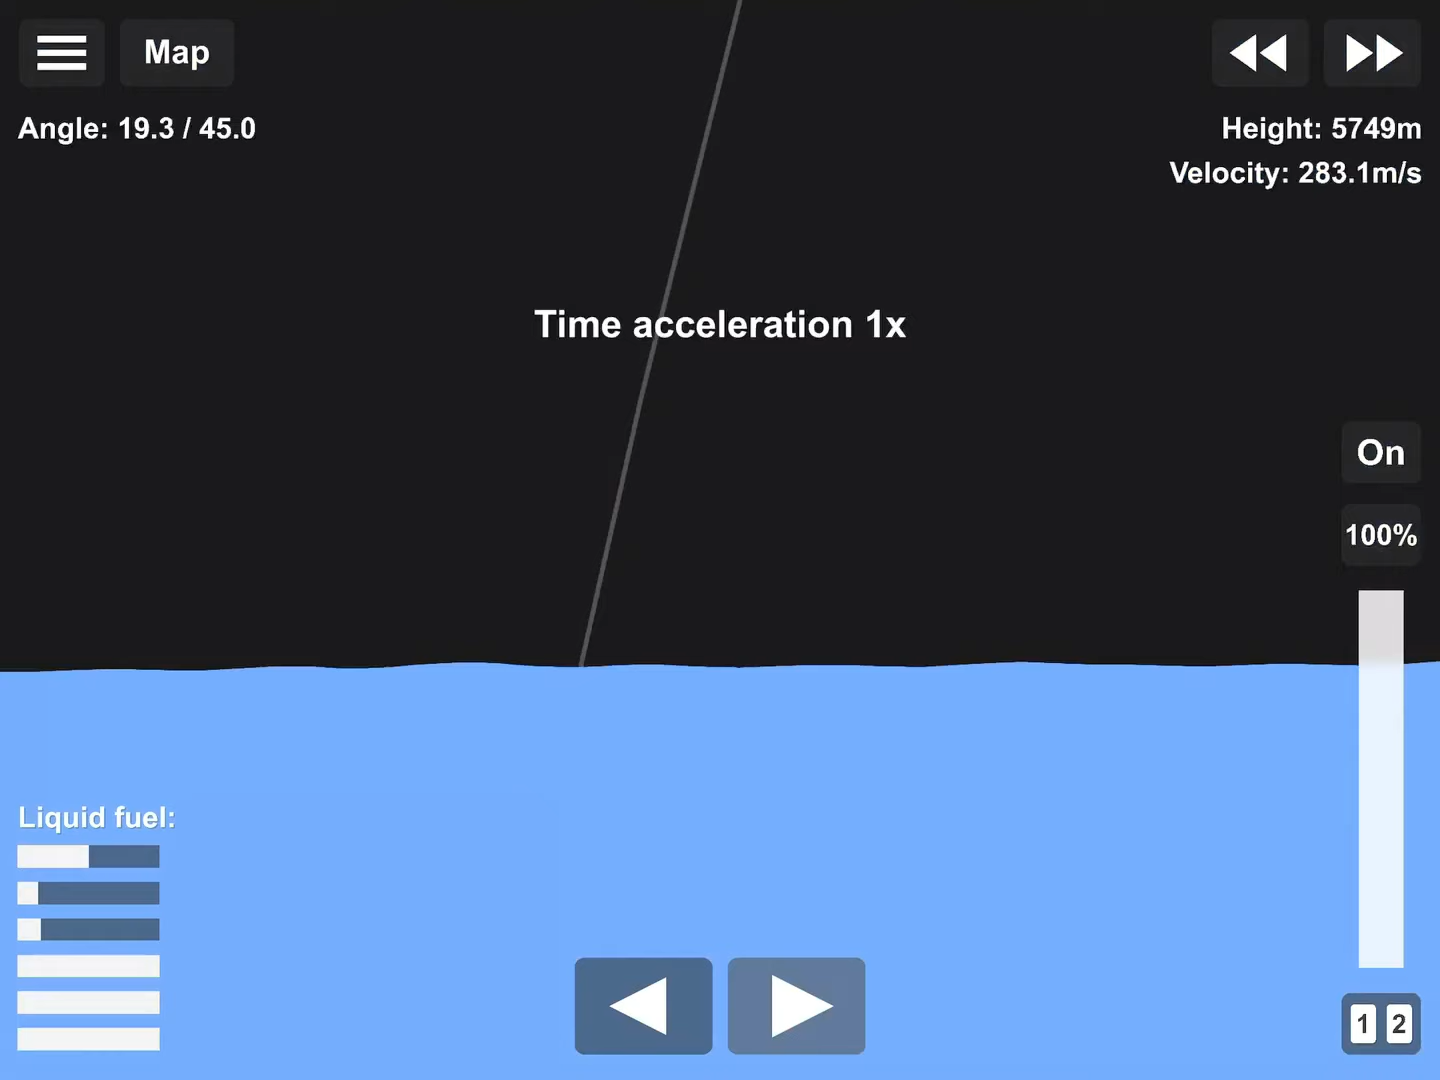 Map
Angle: 19.3 / 45.0
Height: 5749m
Velocity: 283.1m/s
Time acceleration 1x
On
100%
Liquid fuel:
1 2